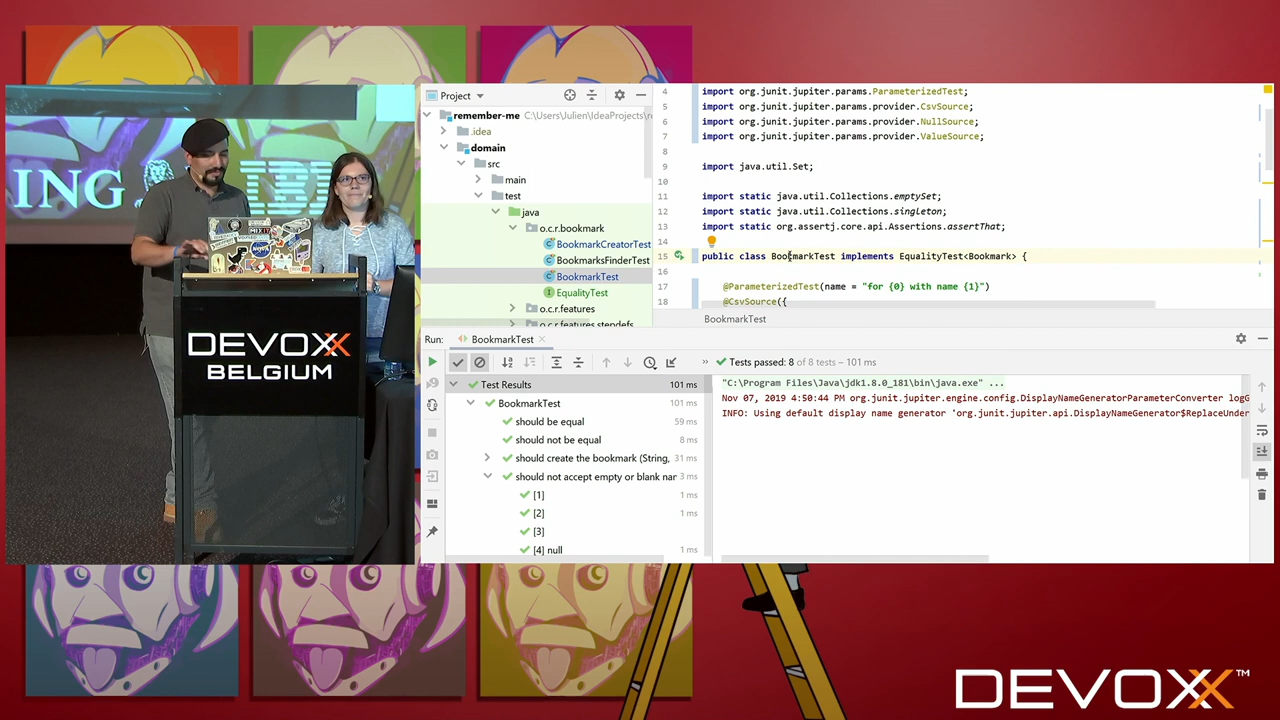 ING
IBM
DEVOXX
BELGIUM
Project
remember-me C:\Users\Julien\IdeaProjects\r
.idea
domain
src
main
test
java
o.c.r.bookmark
BookmarkCreatorTest
BookmarksFinderTest
BookmarkTest
EqualityTest
o.c.r.features
o.c.r.features.stepdefs
4 import org.junit.jupiter.params.ParameterizedTest;
5 import org.junit.jupiter.params.provider.CsvSource;
6 import org.junit.jupiter.params.provider.NullSource;
7 import org.junit.jupiter.params.provider.ValueSource;
8
9 import java.util.Set;
10
11 import static java.util.Collections.emptySet;
12 import static java.util.Collections.singleton;
13 import static org.assertj.core.api.Assertions.assertThat;
14
15 public class BookmarkTest implements EqualityTest<Bookmark> {
16
17 @ParameterizedTest(name = "for {0} with name {1}")
18 @CsvSource({
BookmarkTest
Run: BookmarkTest
Tests passed: 8 of 8 tests – 101 ms
Test Results 101 ms
BookmarkTest 101 ms
should be equal 59 ms
should not be equal 8 ms
should create the bookmark (String, 31 ms
should not accept empty or blank nar 3 ms
[1] 1 ms
[2] 1 ms
[3]
[4] null 1 ms
"C:\Program Files\Java\jdk1.8.0_181\bin\java.exe" ...
Nov 07, 2019 4:50:44 PM org.junit.jupiter.engine.config.DisplayNameGeneratorParameterConverter logG
INFO: Using default display name generator 'org.junit.jupiter.api.DisplayNameGenerator$ReplaceUnder
DEVOXX™